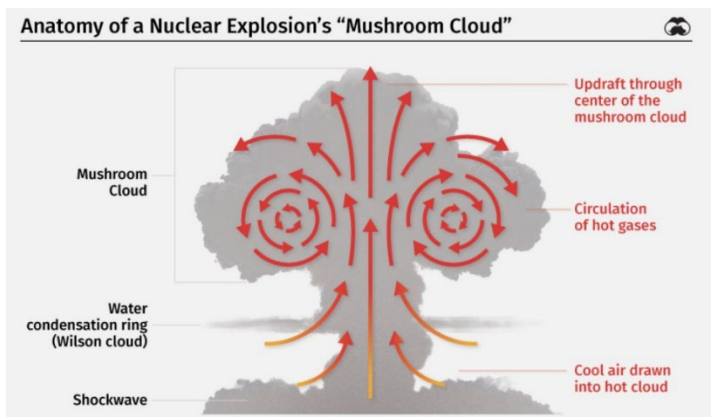 Anatomy of a Nuclear Explosion’s “Mushroom Cloud”
Updraft through
center of the
mushroom cloud
Mushroom
Cloud
Circulation
of hot gases
Water
condensation ring
(Wilson cloud)
Cool air drawn
into hot cloud
Shockwave